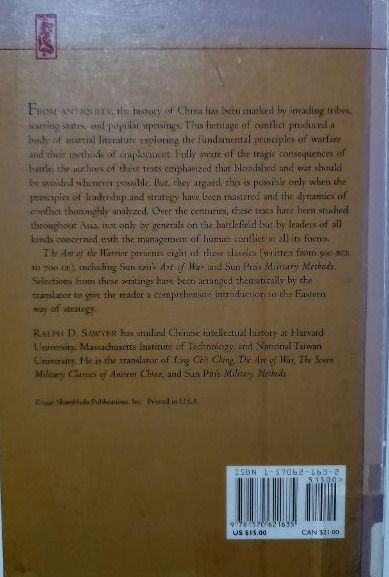 FROM ANTIQUITY, the history of China has been marked by invading tribes,
warring states, and popular uprisings. This heritage of conflict produced a
body of martial literature exploring the fundamental principles of warfare
and their methods of employment. Fully aware of the tragic consequences of
battle, the authors of these texts emphasized that bloodshed and war should
be avoided whenever possible. But, they argued, this is possible only when the
principles of leadership and strategy have been mastered and the dynamics of
conflict thoroughly analyzed. Over the centuries, these texts have been studied
throughout Asia, not only by generals on the battlefield but by leaders of all
kinds concerned with the management of human conflict in all its forms.
The Art of the Warrior presents eight of these classics (written from 500 BCE
to 700 CE), including Sun-tzu's Art of War and Sun Pin's Military Methods.
Selections from these writings have been arranged thematically by the
translator to give the reader a comprehensive introduction to the Eastern
way of strategy.
RALPH D. SAWYER has studied Chinese intellectual history at Harvard
University, Massachusetts Institute of Technology, and National Taiwan
University. He is the translator of Ling Ch'i Ching, The Art of War, The Seven
Military Classics of Ancient China, and Sun Pin's Military Methods.
©1996 Shambhala Publications, Inc. Printed in U.S.A.
ISBN 1-57062-163-2
51500>
9 781570 621635
US $15.00 CAN $21.00